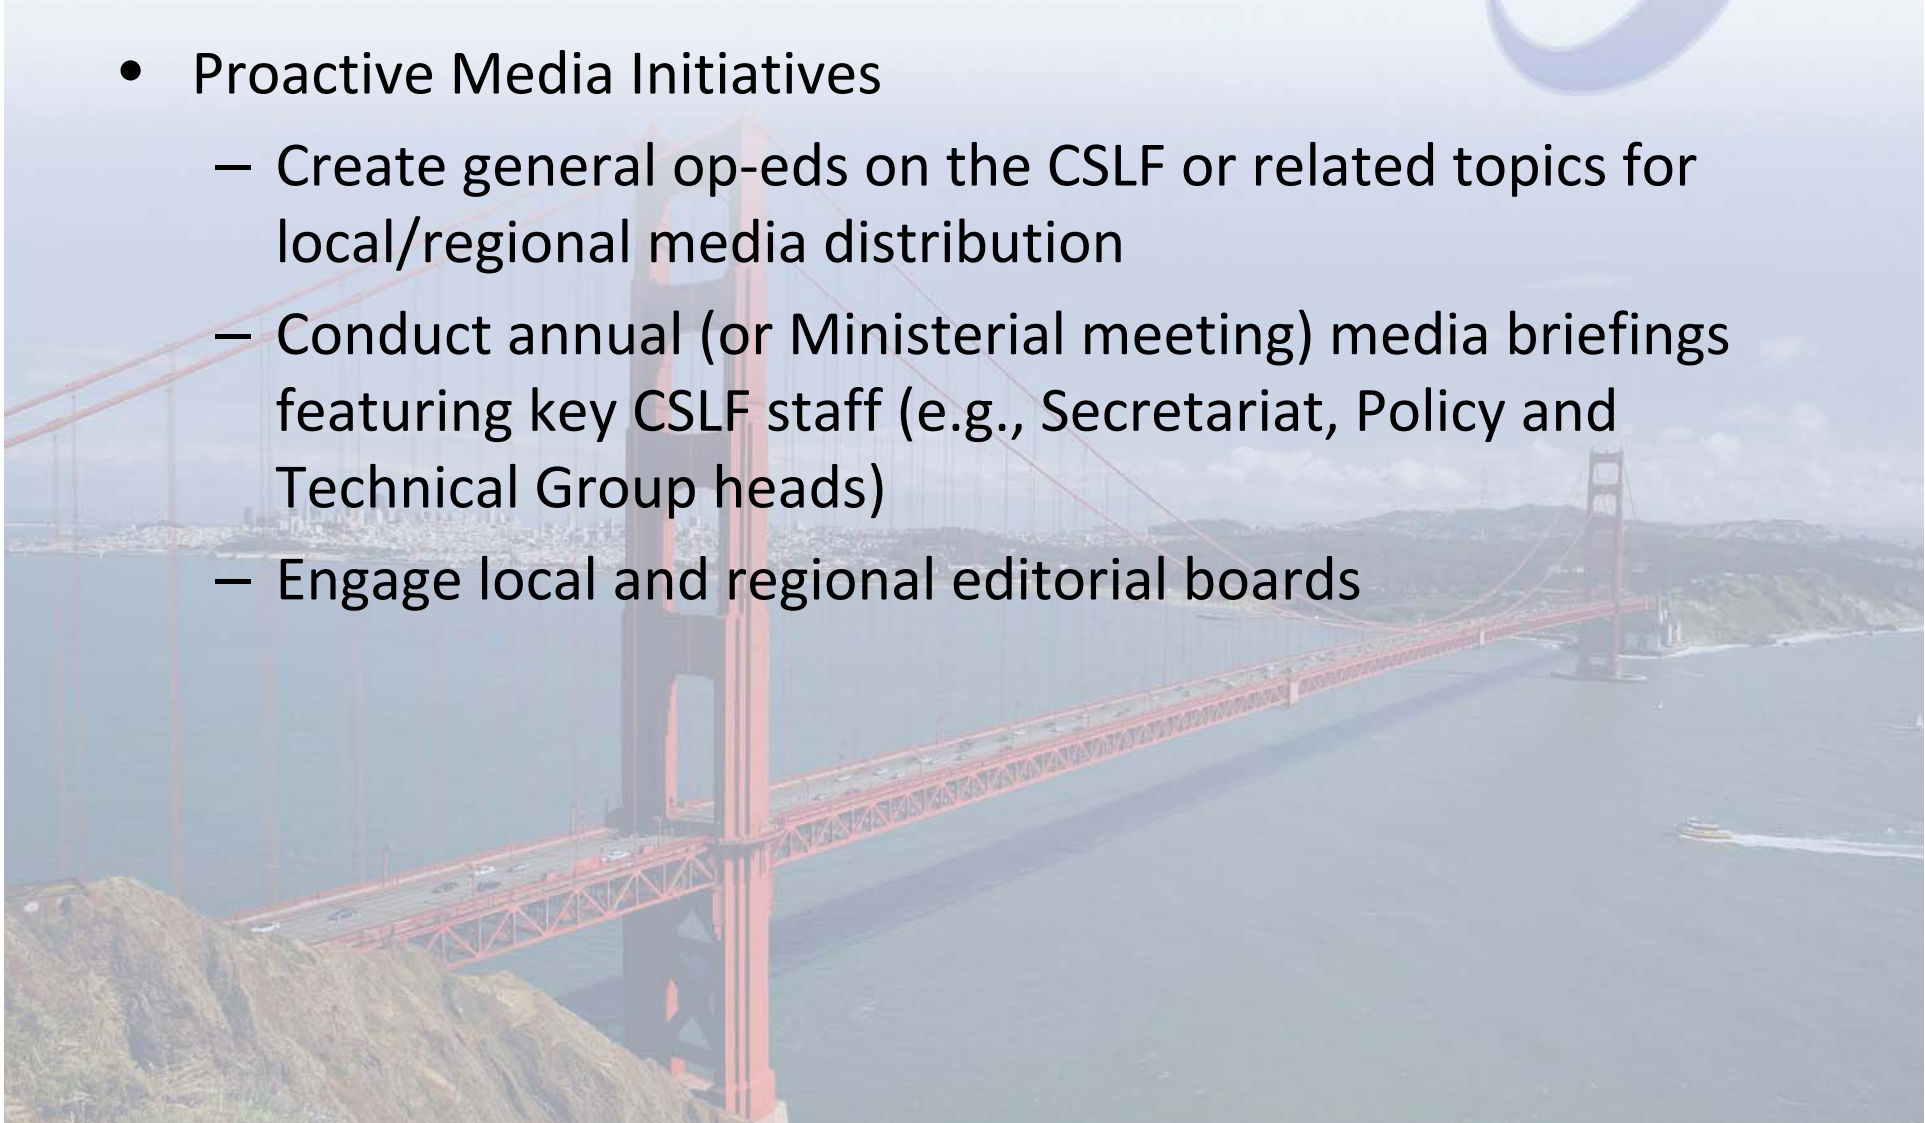 • Proactive Media Initiatives
– Create general op-eds on the CSLF or related topics for
local/regional media distribution
– Conduct annual (or Ministerial meeting) media briefings
featuring key CSLF staff (e.g., Secretariat, Policy and
Technical Group heads)
– Engage local and regional editorial boards